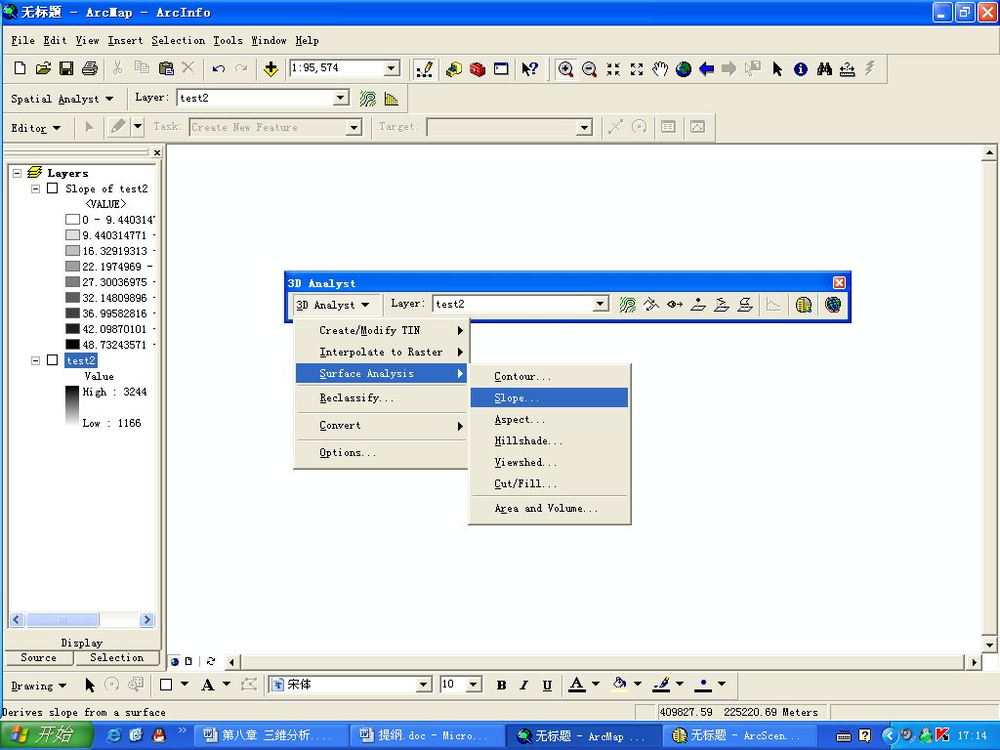 无标题 - ArcMap - ArcInfo
File Edit View Insert Selection Tools Window Help
1:95,574
Spatial Analyst Layer: test2
Editor Task: Create New Feature Target:
Layers
Slope of test2
<VALUE>
0 - 9.440314
9.440314771 -
16.32919313 -
22.1974969 -
27.30036975 -
32.14809896 -
36.99582816 -
42.09870101 -
48.73243571 -
test2
Value
High : 3244
Low : 1166
3D Analyst
3D Analyst Layer: test2
Create/Modify TIN
Interpolate to Raster
Surface Analysis
Reclassify...
Convert
Options...
Contour...
Slope...
Aspect...
Hillshade...
Viewshed...
Cut/Fill...
Area and Volume...
Display
Source Selection
Drawing A 宋体 10 B I U A
Derives slope from a surface 409827.59 225220.69 Meters
开始 第八章 三维分析.... 提纲.doc - Micro... 无标题 - ArcMap ... 无标题 - ArcScen... 17:14